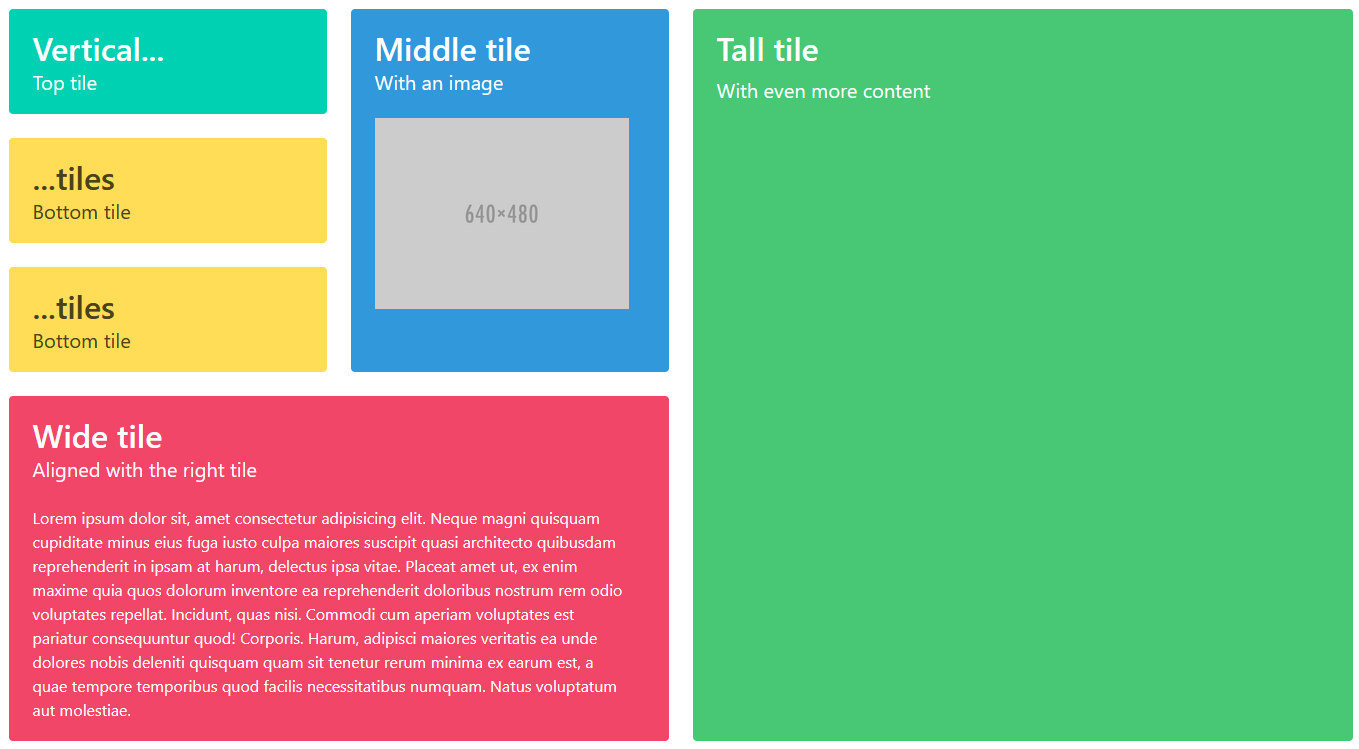 Vertical...
Top tile
...tiles
Bottom tile
...tiles
Bottom tile
Middle tile
With an image
640×480
Wide tile
Aligned with the right tile
Lorem ipsum dolor sit, amet consectetur adipisicing elit. Neque magni quisquam
cupiditate minus eius fuga iusto culpa maiores suscipit quasi architecto quibusdam
reprehenderit in ipsam at harum, delectus ipsa vitae. Placeat amet ut, ex enim
maxime quia quos dolorum inventore ea reprehenderit doloribus nostrum rem odio
voluptates repellat. Incidunt, quas nisi. Commodi cum aperiam voluptates est
pariatur consequuntur quod! Corporis. Harum, adipisci maiores veritatis ea unde
dolores nobis deleniti quisquam quam sit tenetur rerum minima ex earum est, a
quae tempore temporibus quod facilis necessitatibus numquam. Natus voluptatum
aut molestiae.
Tall tile
With even more content